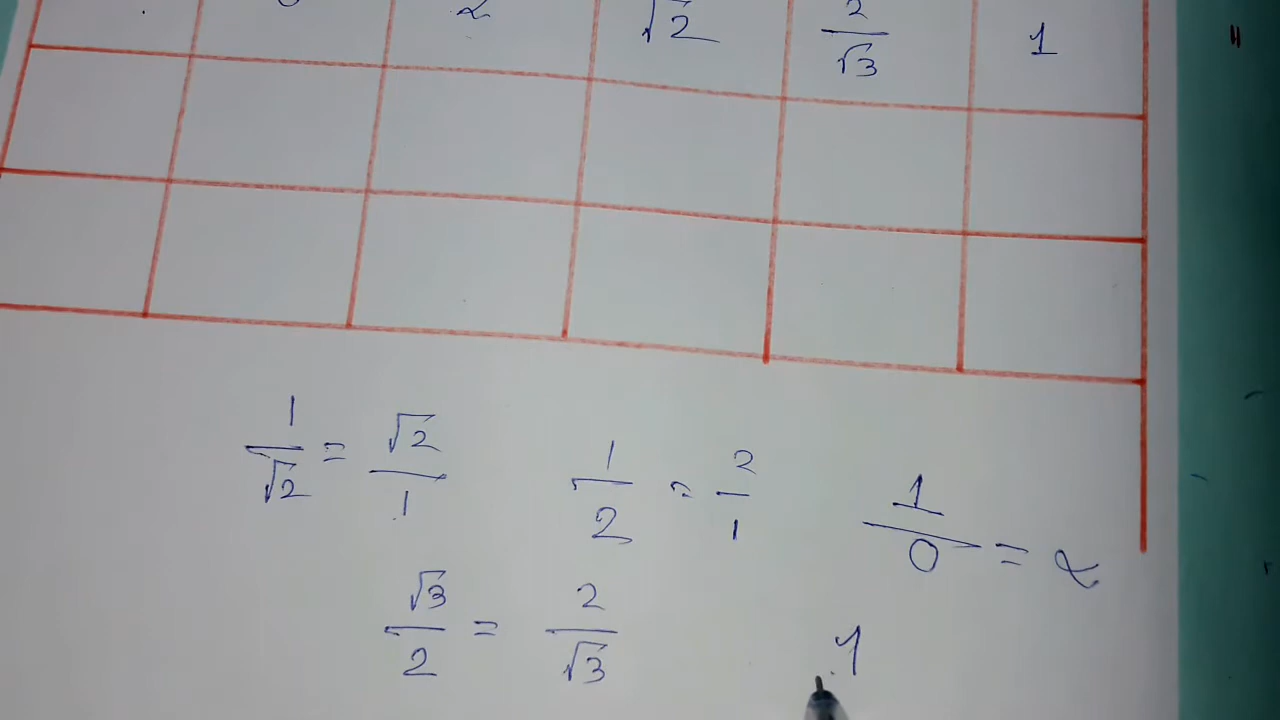 2 √2 2/√3 1
1/√2 = √2/1 1/2 = 2/1 1/0 = ∝
√3/2 = 2/√3 1